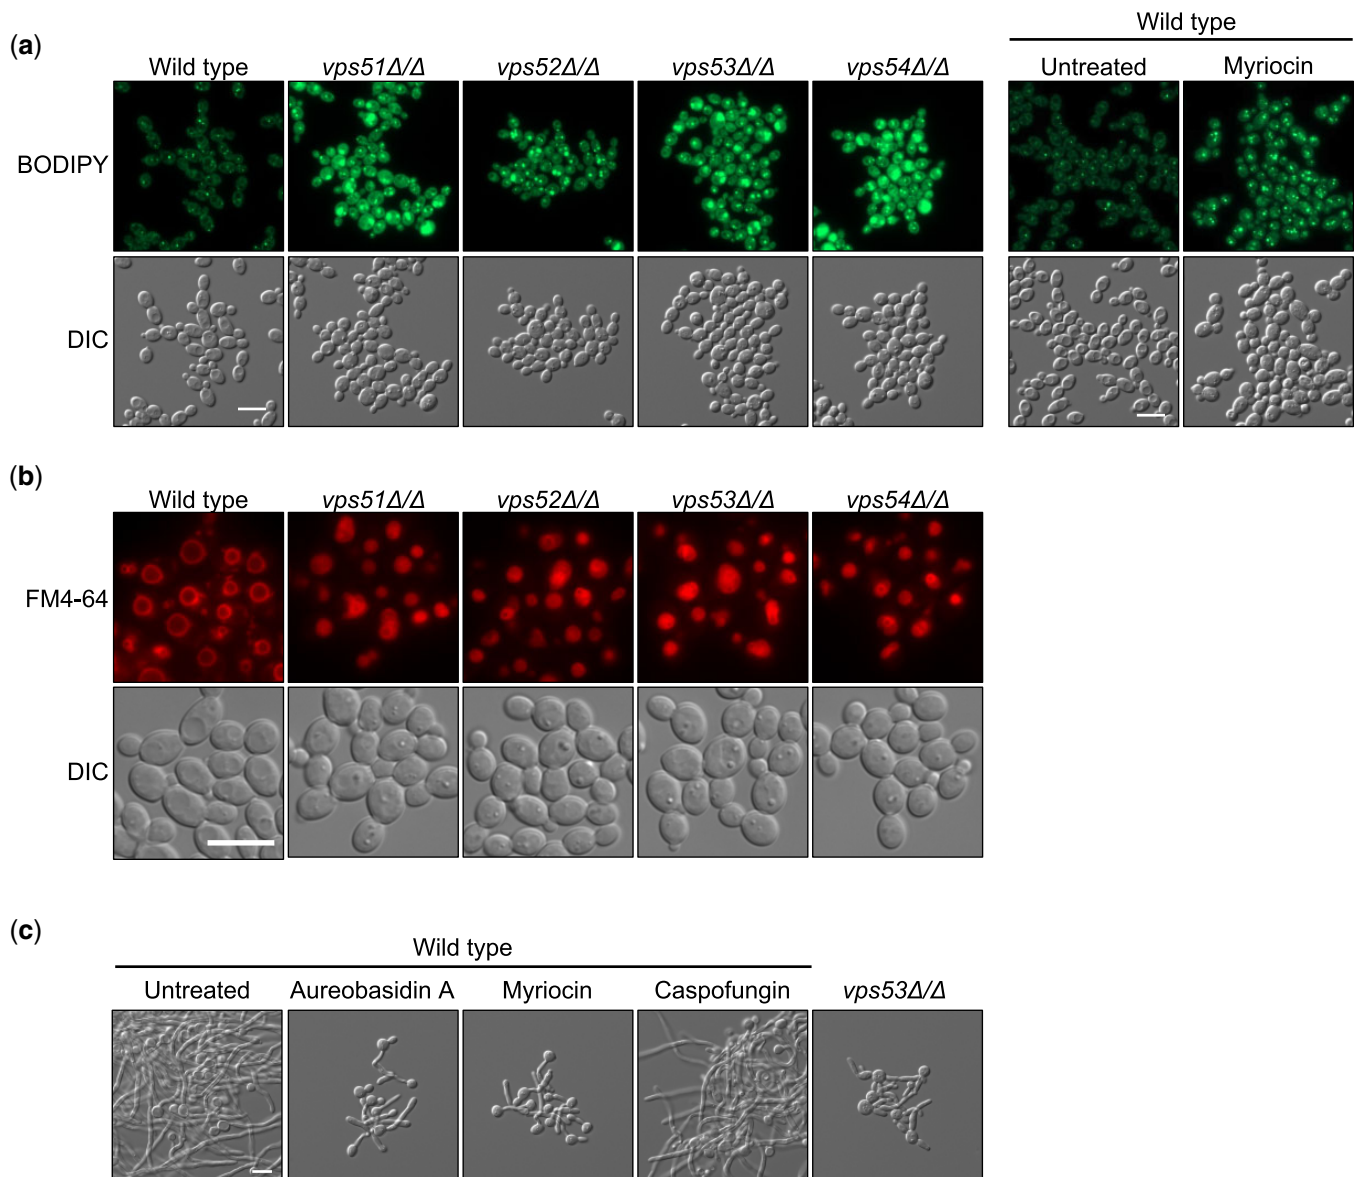 Wild type
(a)
Wild type vps51Δ/Δ vps52Δ/Δ vps53Δ/Δ vps54Δ/Δ Untreated Myriocin
BODIPY
DIC
(b)
Wild type vps51Δ/Δ vps52Δ/Δ vps53Δ/Δ vps54Δ/Δ
FM4-64
DIC
(c)
Wild type
Untreated Aureobasidin A Myriocin Caspofungin vps53Δ/Δ